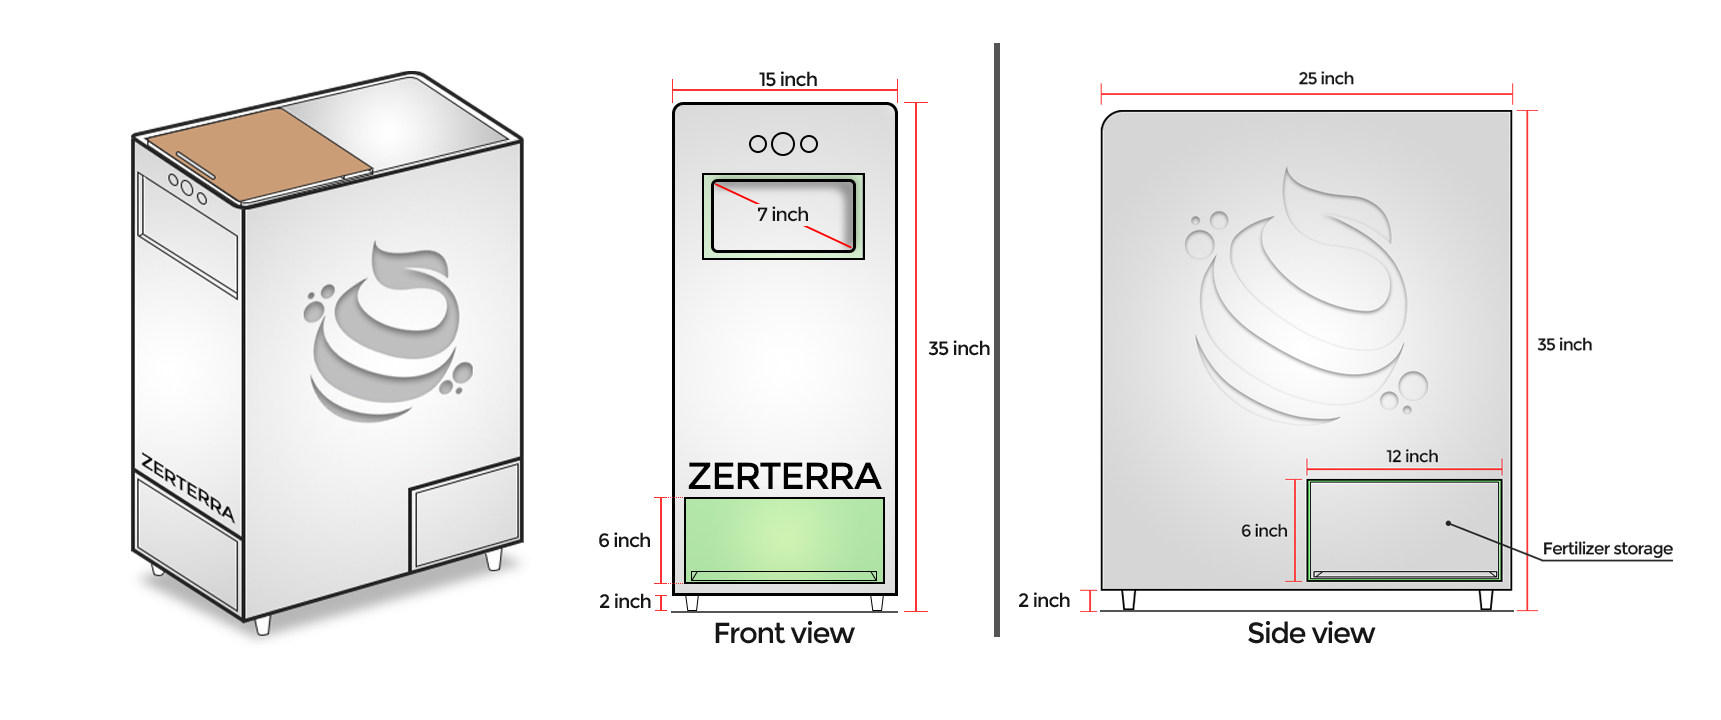 ZERTERRA
15 inch
7 inch
35 inch
ZERTERRA
6 inch
2 inch
Front view
25 inch
35 inch
12 inch
6 inch
Fertilizer storage
2 inch
Side view